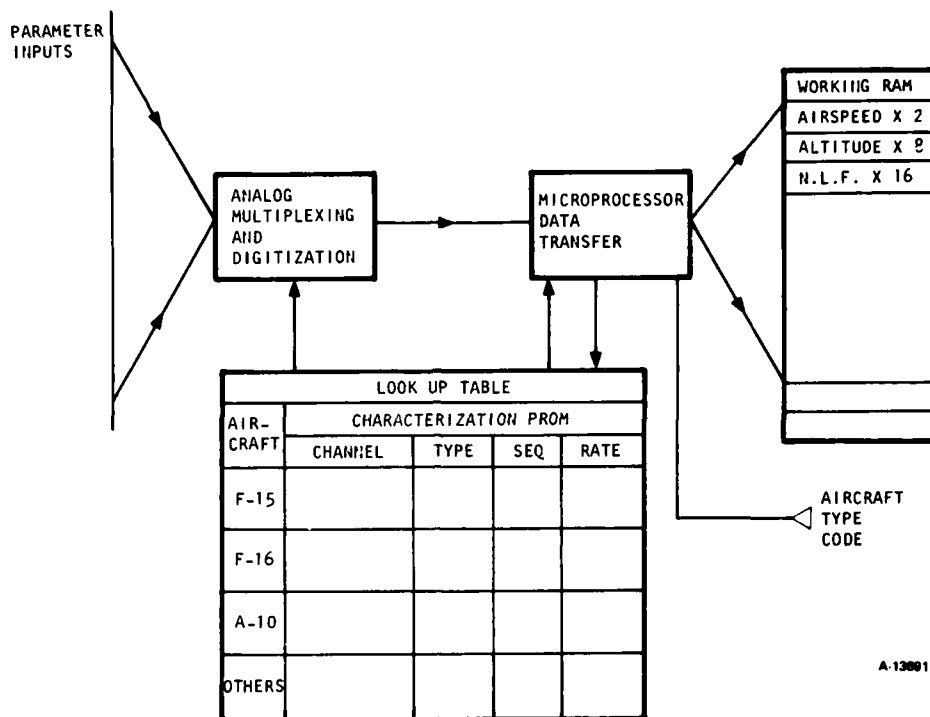 PARAMETER
INPUTS
WORKING RAM
AIRSPEED X 2
ALTITUDE X 8
N.L.F. X 16
ANALOG
MULTIPLEXING
AND
DIGITIZATION
MICROPROCESSOR
DATA
TRANSFER
LOOK UP TABLE
AIR-
CRAFT
CHARACTERIZATION PROM
CHANNEL TYPE SEQ RATE
F-15
F-16
A-10
OTHERS
AIRCRAFT
TYPE
CODE
A-13691